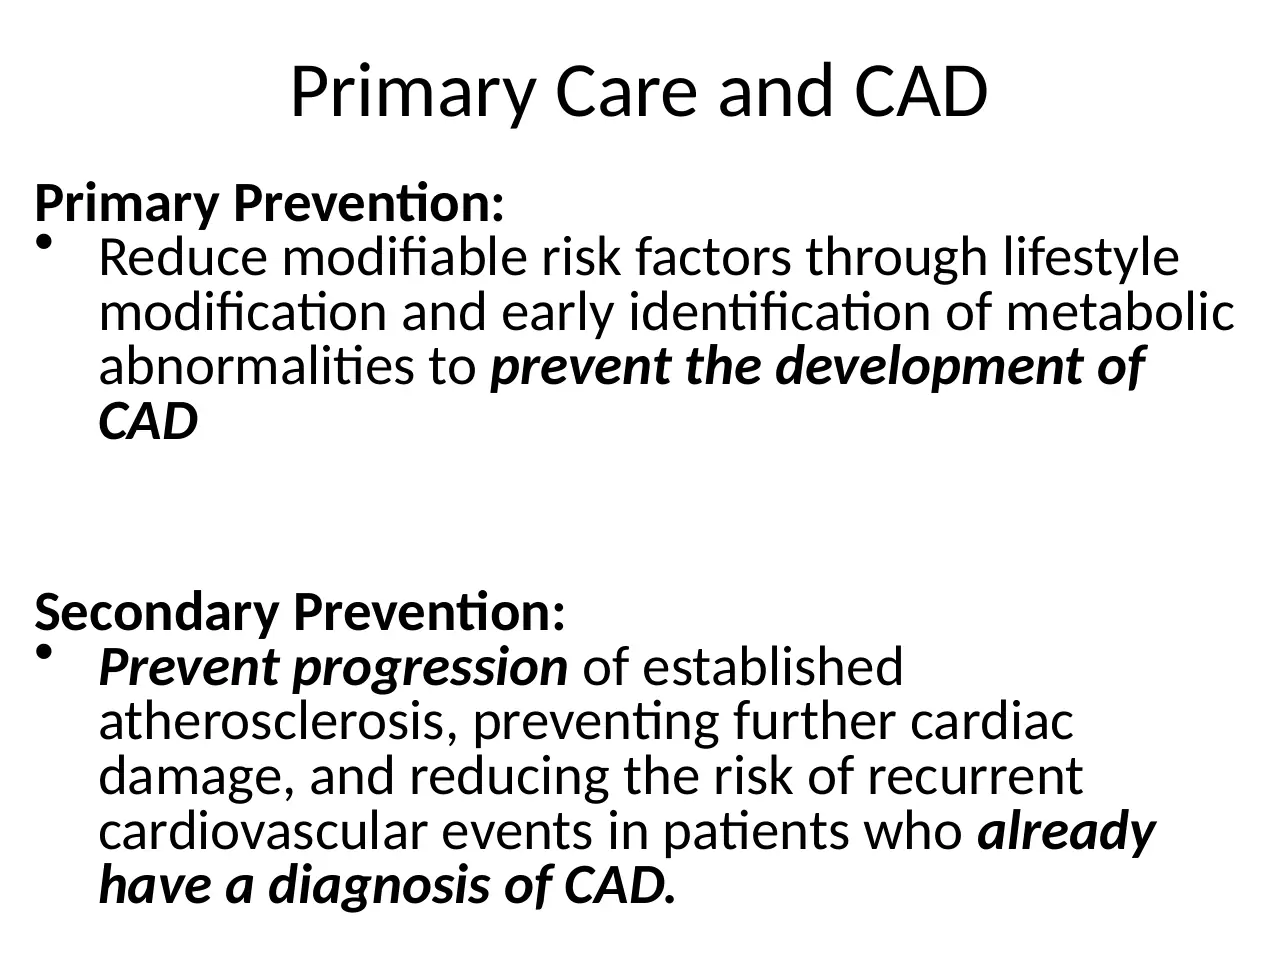 Primary Care and CAD
Primary Prevention:
• Reduce modifiable risk factors through lifestyle
modification and early identification of metabolic
abnormalities to prevent the development of
CAD
Secondary Prevention:
• Prevent progression of established
atherosclerosis, preventing further cardiac
damage, and reducing the risk of recurrent
cardiovascular events in patients who already
have a diagnosis of CAD.